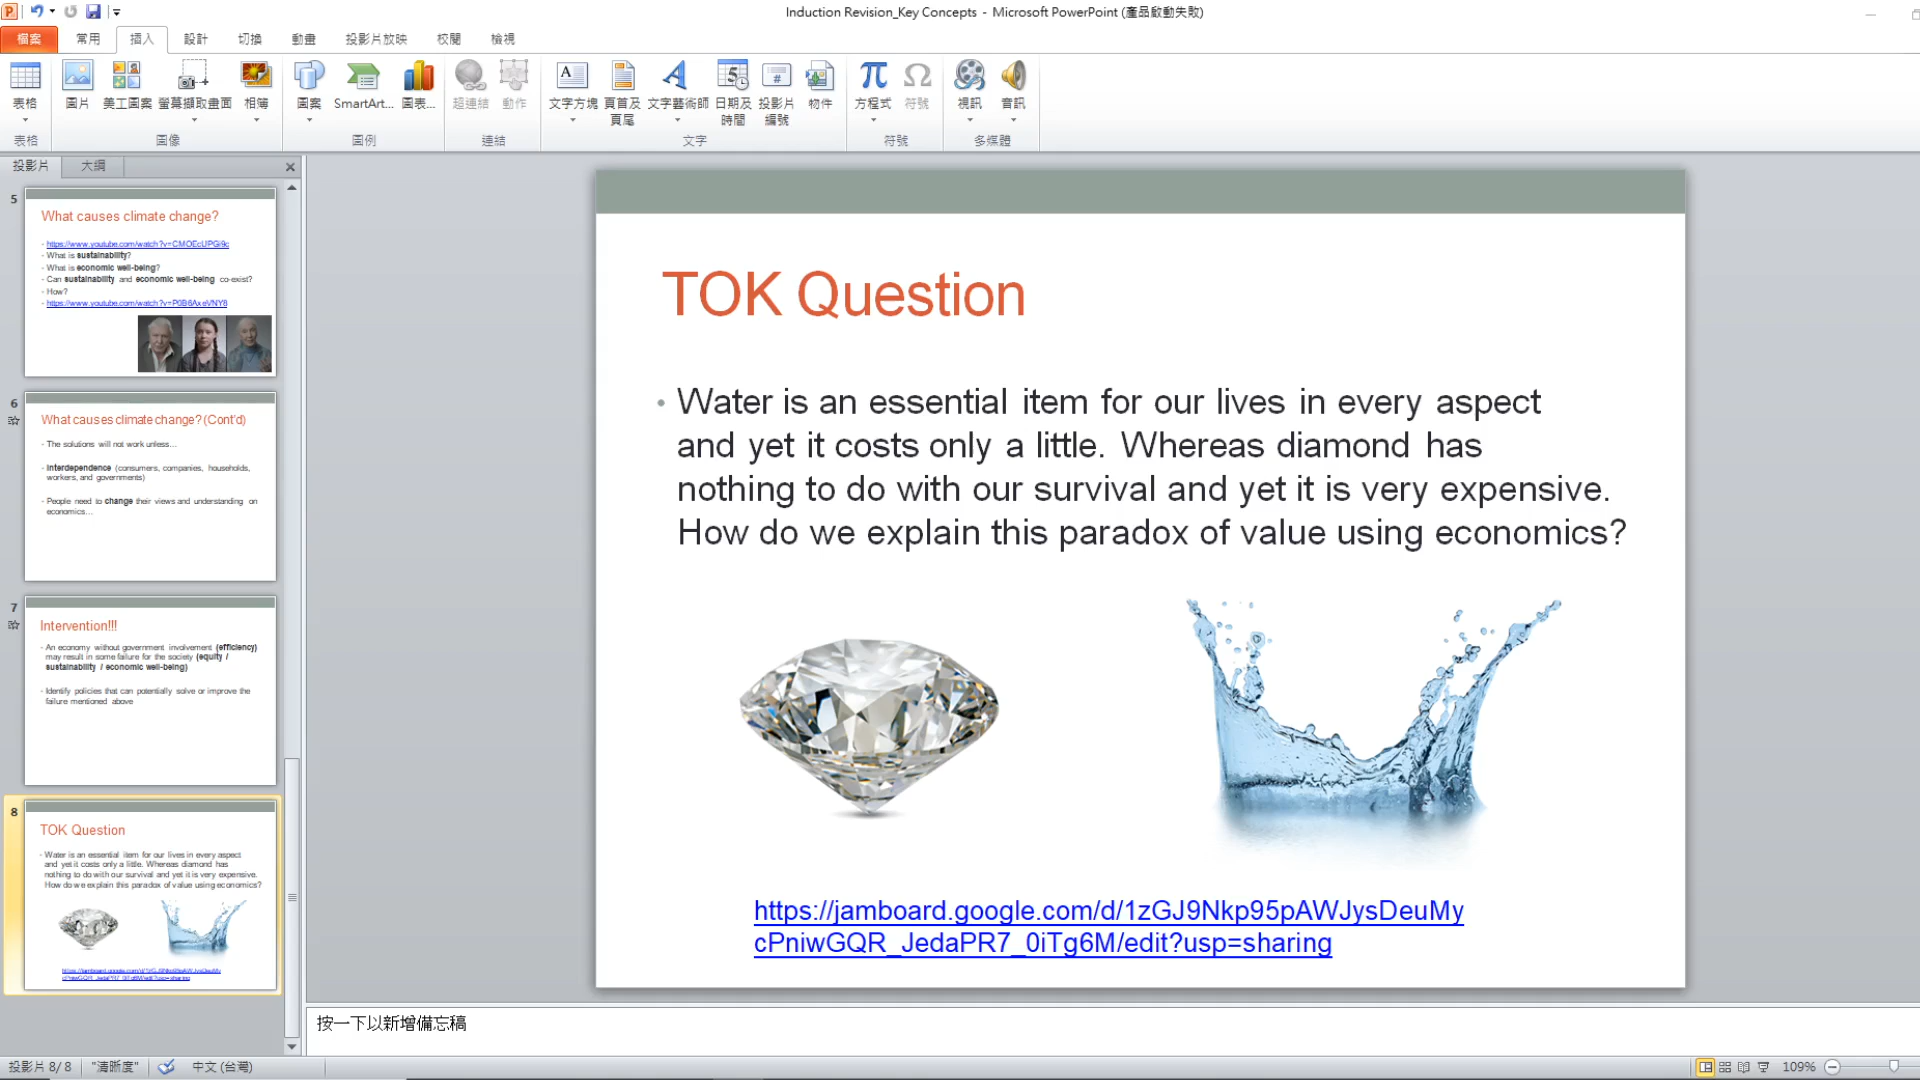 Induction Revision_Key Concepts - Microsoft PowerPoint (產品啟動失敗)
檔案 常用 插入 設計 切換 動畫 投影片放映 校閱 檢視
表格 圖片 美工圖案 螢幕擷取畫面 相簿 圖案 SmartArt... 圖表... 超連結 動作 文字方塊 頁首及頁尾 文字藝術師 日期及時間 投影片編號 物件 方程式 符號 視訊 音訊
表格 圖像 圖例 連結 文字 符號 多媒體
投影片 大綱
5
What causes climate change?
- https://www.youtube.com/watch?v=CMOEcUPGi9c
- What is sustainability?
- What is economic well-being?
- Can sustainability and economic well-being co-exist?
- How?
- https://www.youtube.com/watch?v=P0B6AxeVNY8
6
What causes climate change? (Cont'd)
- The solutions will not work unless...
- Interdependence (consumers, companies, households,
workers, and governments)
- People need to change their views and understanding on
economics...
7
Intervention!!!
- An economy without government involvement (efficiency)
may result in some failure for the society (equity /
sustainability / economic well-being)
- Identify policies that can potentially solve or improve the
failure mentioned above
8
TOK Question
- Water is an essential item for our lives in every aspect
and yet it costs only a little. Whereas diamond has
nothing to do with our survival and yet it is very expensive.
How do we explain this paradox of value using economics?
https://jamboard.google.com/d/1zGJ9Nkp95pAWJysDeuMy
cPniwGQR_JedaPR7_0iTg6M/edit?usp=sharing
TOK Question
• Water is an essential item for our lives in every aspect
and yet it costs only a little. Whereas diamond has
nothing to do with our survival and yet it is very expensive.
How do we explain this paradox of value using economics?
https://jamboard.google.com/d/1zGJ9Nkp95pAWJysDeuMy
cPniwGQR_JedaPR7_0iTg6M/edit?usp=sharing
按一下以新增備忘稿
投影片 8/8 "清晰度" 中文 (台灣) 109%